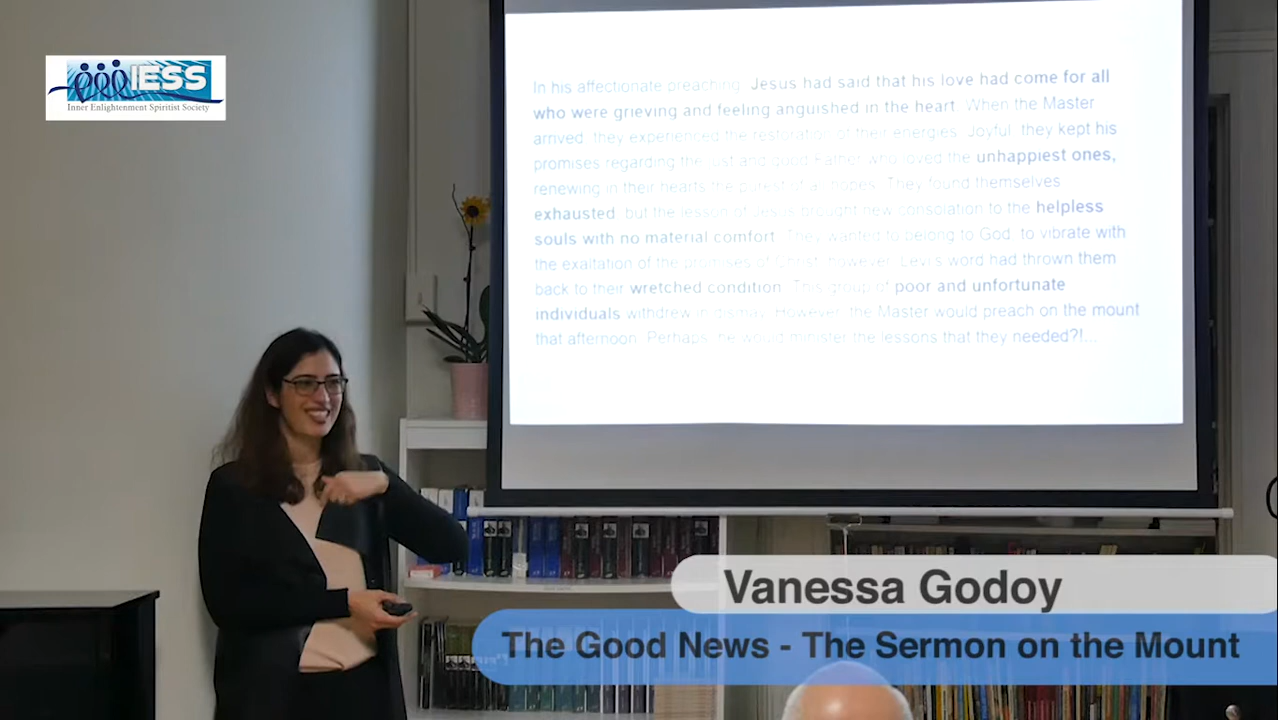 IESS
Inner Enlightenment Spiritist Society
In his affectionate preaching, Jesus had said that his love had come for all
who were grieving and feeling anguished in the heart. When the Master
arrived, they experienced the restoration of their energies. Joyful, they kept his
promises regarding the just and good Father who loved the unhappiest ones,
renewing in their hearts the purest of all hopes. They found themselves
exhausted, but the lesson of Jesus brought new consolation to the helpless
souls with no material comfort. They wanted to belong to God, to vibrate with
the exaltation of the promises of Christ; however, Levi's word had thrown them
back to their wretched condition. This group of poor and unfortunate
individuals withdrew in dismay. However, the Master would preach on the mount
that afternoon. Perhaps he would minister the lessons that they needed?!...
Vanessa Godoy
The Good News - The Sermon on the Mount